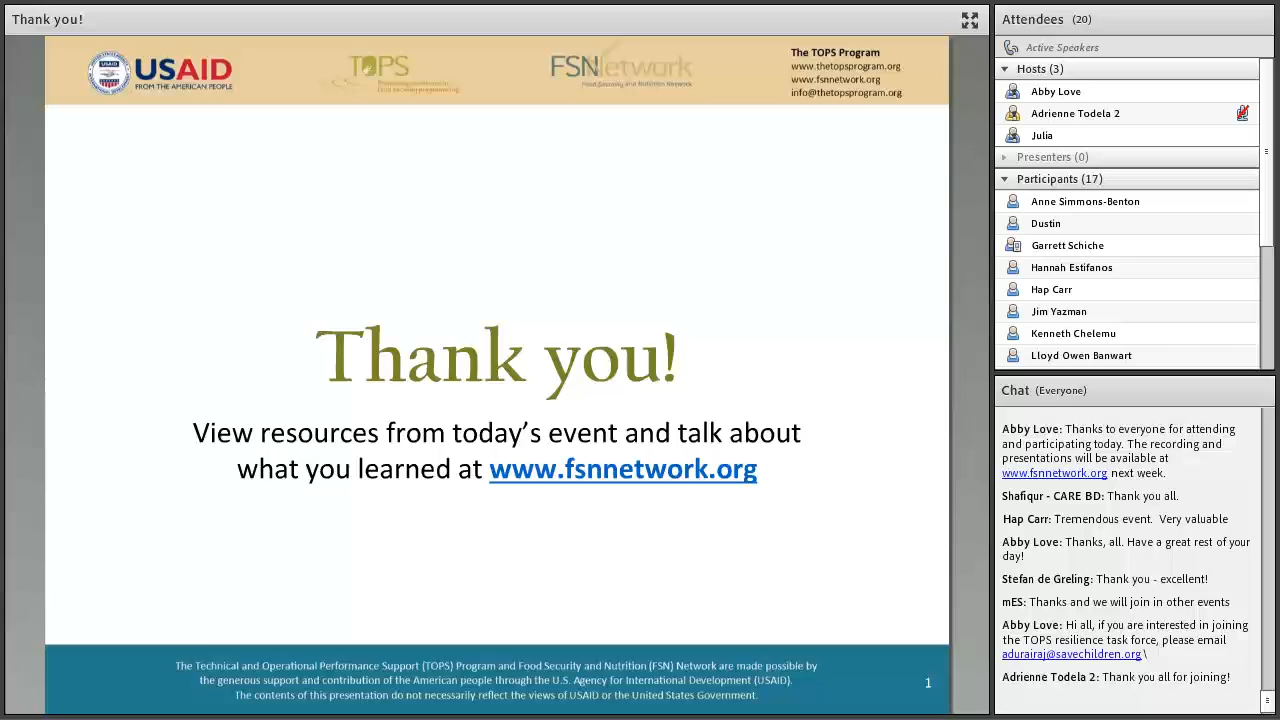 Thank you!
USAID
FROM THE AMERICAN PEOPLE
TOPS
FSNnetwork
Food Security and Nutrition Network
The TOPS Program
www.thetopsprogram.org
www.fsnnetwork.org
info@thetopsprogram.org
Thank you!
View resources from today's event and talk about
what you learned at www.fsnnetwork.org
The Technical and Operational Performance Support (TOPS) Program and Food Security and Nutrition (FSN) Network are made possible by
the generous support and contribution of the American people through the U.S. Agency for International Development (USAID).
The contents of this presentation do not necessarily reflect the views of USAID or the United States Government.
1
Attendees (20)
Active Speakers
Hosts (3)
Abby Love
Adrienne Todela 2
Julia
Presenters (0)
Participants (17)
Anne Simmons-Benton
Dustin
Garrett Schiche
Hannah Estifanos
Hap Carr
Jim Yazman
Kenneth Chelemu
Lloyd Owen Banwart
Chat (Everyone)
Abby Love: Thanks to everyone for attending
and participating today. The recording and
presentations will be available at
www.fsnnetwork.org next week.
Shafiqur - CARE BD: Thank you all.
Hap Carr: Tremendous event. Very valuable
Abby Love: Thanks, all. Have a great rest of your
day!
Stefan de Greling: Thank you - excellent!
mES: Thanks and we will join in other events
Abby Love: Hi all, if you are interested in joining
the TOPS resilience task force, please email
adurairaj@savechildren.org\
Adrienne Todela 2: Thank you all for joining!